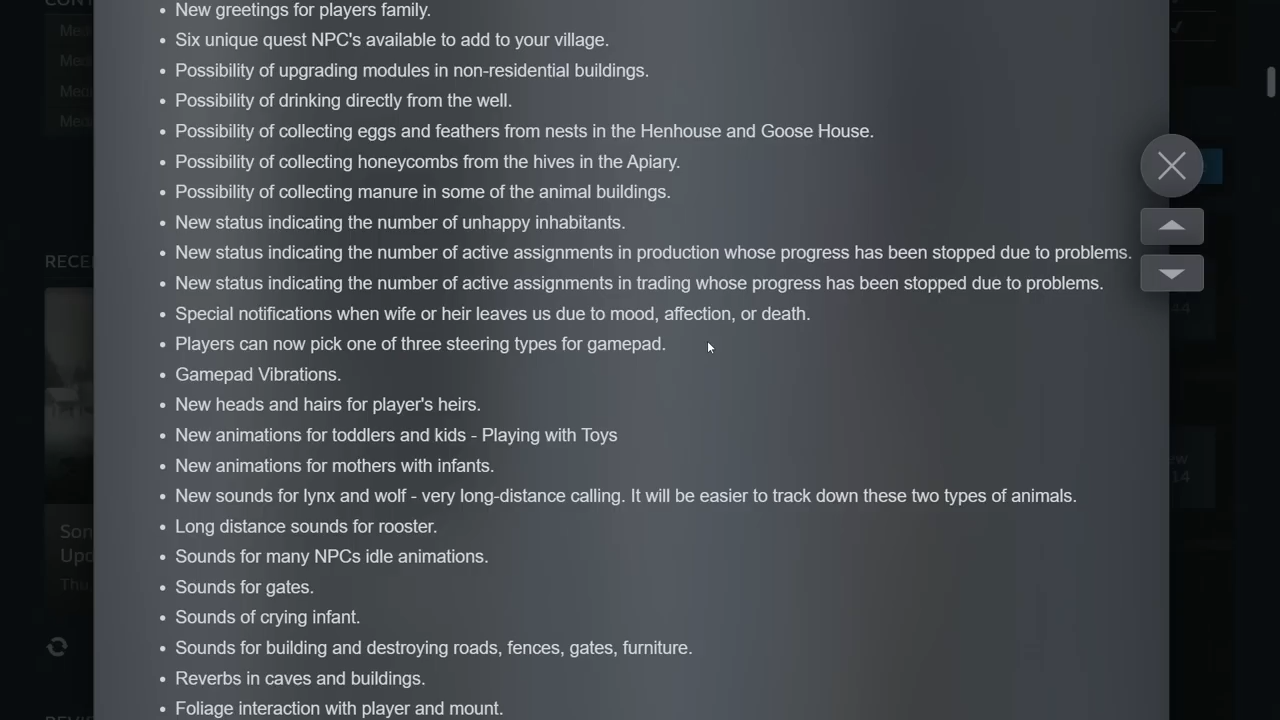 New greetings for players family.
Six unique quest NPC's available to add to your village.
Possibility of upgrading modules in non-residential buildings.
Possibility of drinking directly from the well.
Possibility of collecting eggs and feathers from nests in the Henhouse and Goose House.
Possibility of collecting honeycombs from the hives in the Apiary.
Possibility of collecting manure in some of the animal buildings.
New status indicating the number of unhappy inhabitants.
RECE
New status indicating the number of active assignments in production whose progress has been stopped due to problems.
New status indicating the number of active assignments in trading whose progress has been stopped due to problems.
Special notifications when wife or heir leaves us due to mood, affection, or death.
Players can now pick one of three steering types for gamepad.
Gamepad Vibrations.
New heads and hairs for player's heirs.
New animations for toddlers and kids - Playing with Toys
New animations for mothers with infants.
New sounds for lynx and wolf - very long-distance calling. It will be easier to track down these two types of animals.
Long distance sounds for rooster.
Sounds for many NPCs idle animations.
Sounds for gates.
Sounds of crying infant.
Sounds for building and destroying roads, fences, gates, furniture.
Reverbs in caves and buildings.
Foliage interaction with player and mount.